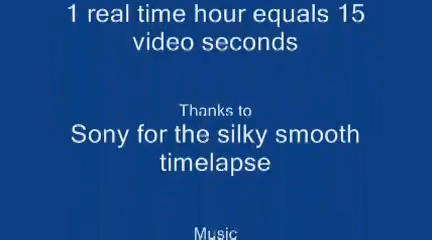 1 real time hour equals 15
video seconds
Thanks to
Sony for the silky smooth
timelapse
Music